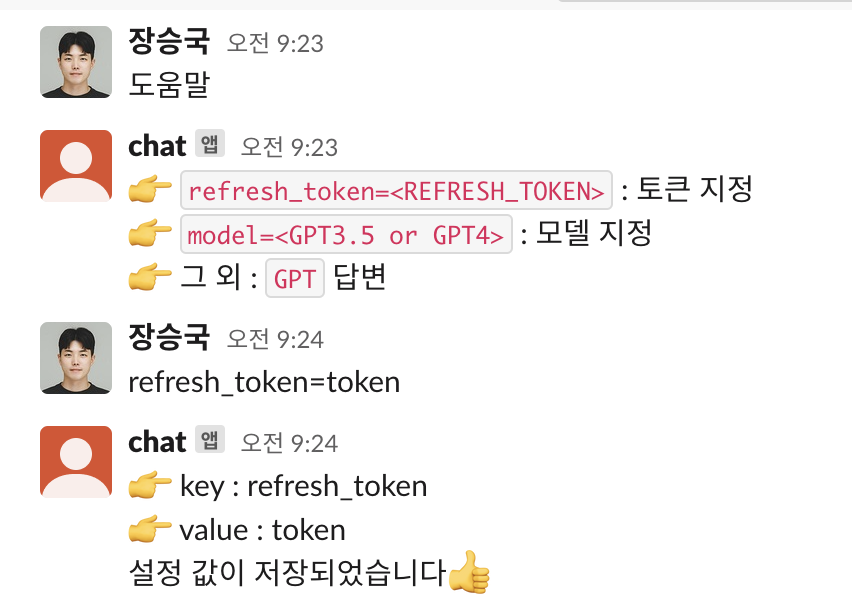 장승국 오전 9:23
도움말
chat 앱 오전 9:23
👉 refresh_token=<REFRESH_TOKEN> : 토큰 지정
👉 model=<GPT3.5 or GPT4> : 모델 지정
👉 그 외 : GPT 답변
장승국 오전 9:24
refresh_token=token
chat 앱 오전 9:24
👉 key : refresh_token
👉 value : token
설정 값이 저장되었습니다👍